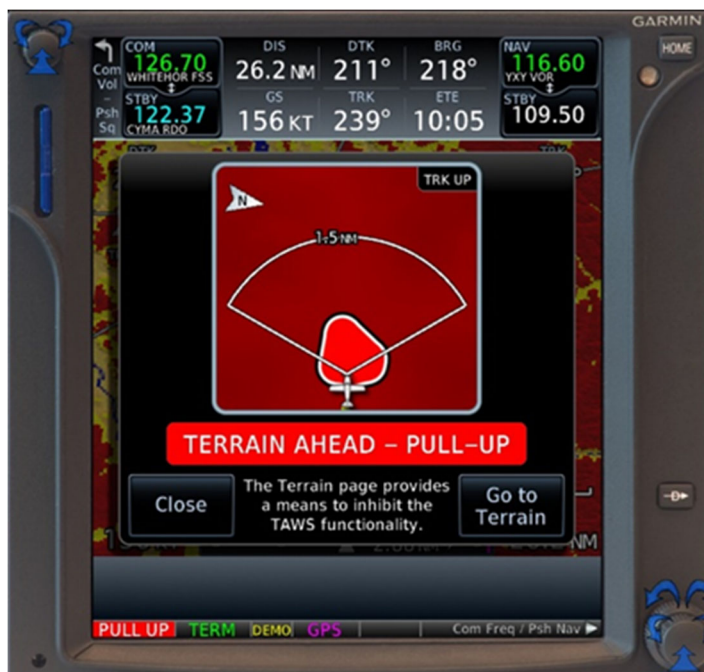 GARMIN
HOME
Com
Vol
–
Psh
Sq
COM
126.70
WHITEHOR FSS
STBY
122.37
CYMA RDO
DIS
26.2 NM
DTK
211°
BRG
218°
GS
156 KT
TRK
239°
ETE
10:05
NAV
116.60
YXY VOR
STBY
109.50
TRK UP
N
1.5 NM
TERRAIN AHEAD – PULL–UP
Close
The Terrain page provides
a means to inhibit the
TAWS functionality.
Go to
Terrain
PULL UP TERM DEMO GPS Com Freq / Psh Nav